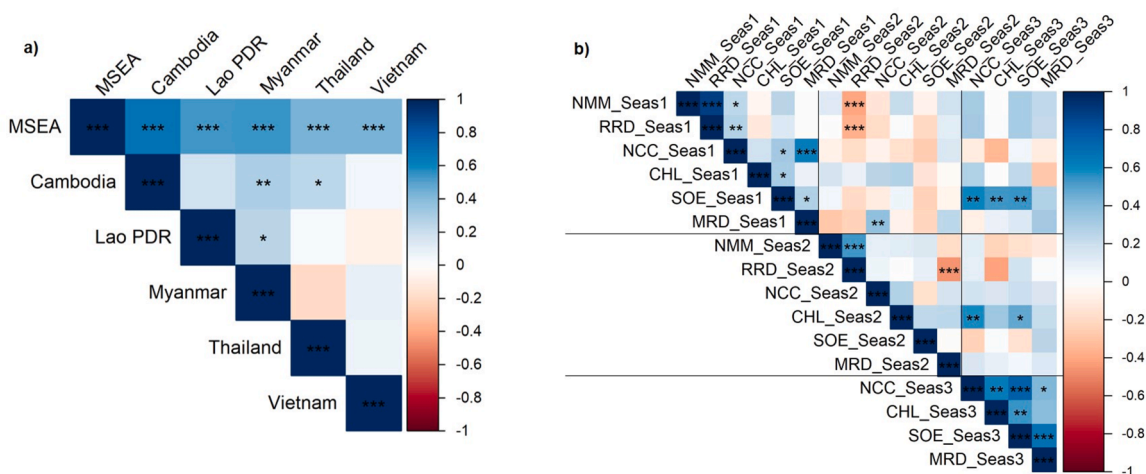 a)
MSEA
Cambodia
Lao PDR
Myanmar
Thailand
Vietnam
MSEA *** *** *** *** *** ***
Cambodia *** ** *
Lao PDR *** *
Myanmar ***
Thailand ***
Vietnam ***
1
0.8
0.6
0.4
0.2
0
-0.2
-0.4
-0.6
-0.8
-1
b)
NMM_Seas1
RRD_Seas1
NCC_Seas1
CHL_Seas1
SOE_Seas1
MRD_Seas1
NMM_Seas2
RRD_Seas2
NCC_Seas2
CHL_Seas2
SOE_Seas2
MRD_Seas2
NCC_Seas3
CHL_Seas3
SOE_Seas3
MRD_Seas3
NMM_Seas1 *** *** * ***
RRD_Seas1 *** ** ***
NCC_Seas1 *** * ***
CHL_Seas1 *** *
SOE_Seas1 *** * ** ** **
MRD_Seas1 *** **
NMM_Seas2 *** ***
RRD_Seas2 *** ***
NCC_Seas2 ***
CHL_Seas2 *** ** *
SOE_Seas2 ***
MRD_Seas2 ***
NCC_Seas3 *** ** *** *
CHL_Seas3 *** **
SOE_Seas3 *** ***
MRD_Seas3 ***
1
0.8
0.6
0.4
0.2
0
-0.2
-0.4
-0.6
-0.8
-1